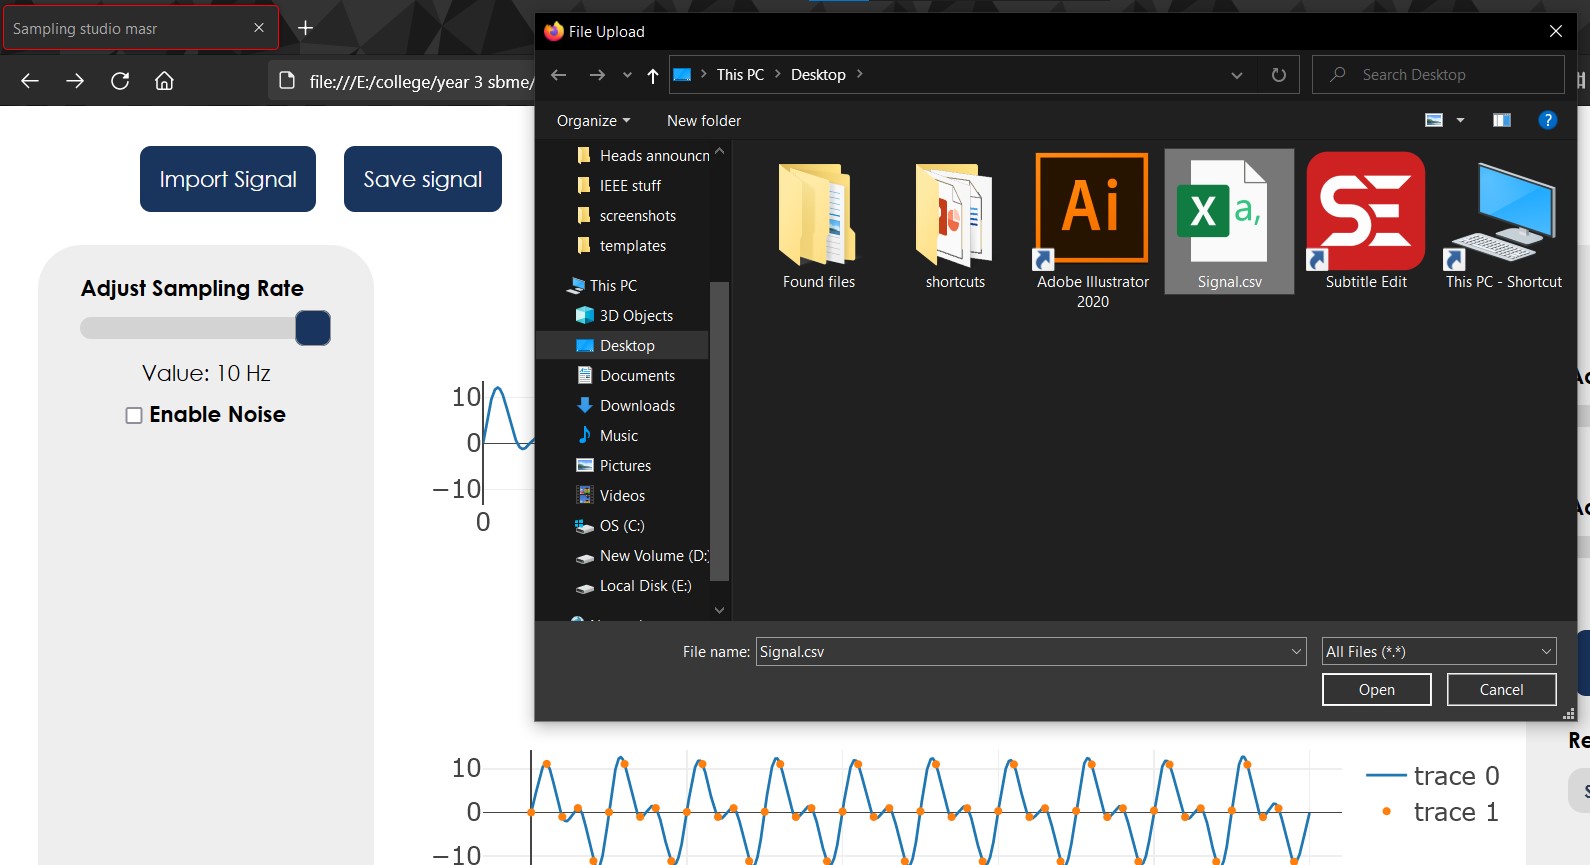 Sampling studio masr
File Upload
file:///E:/college/year 3 sbme/
This PC
Desktop
Search Desktop
Organize
New folder
?
Import Signal
Save signal
Adjust Sampling Rate
Value: 10 Hz
Enable Noise
10
0
−10
0
Heads announcm
IEEE stuff
screenshots
templates
This PC
3D Objects
Desktop
Documents
Downloads
Music
Pictures
Videos
OS (C:)
New Volume (D:)
Local Disk (E:)
Found files
shortcuts
Ai
Adobe Illustrator
2020
X a,
Signal.csv
SE
Subtitle Edit
This PC - Shortcut
File name:
Signal.csv
All Files (*.*)
Open
Cancel
10
0
−10
trace 0
trace 1